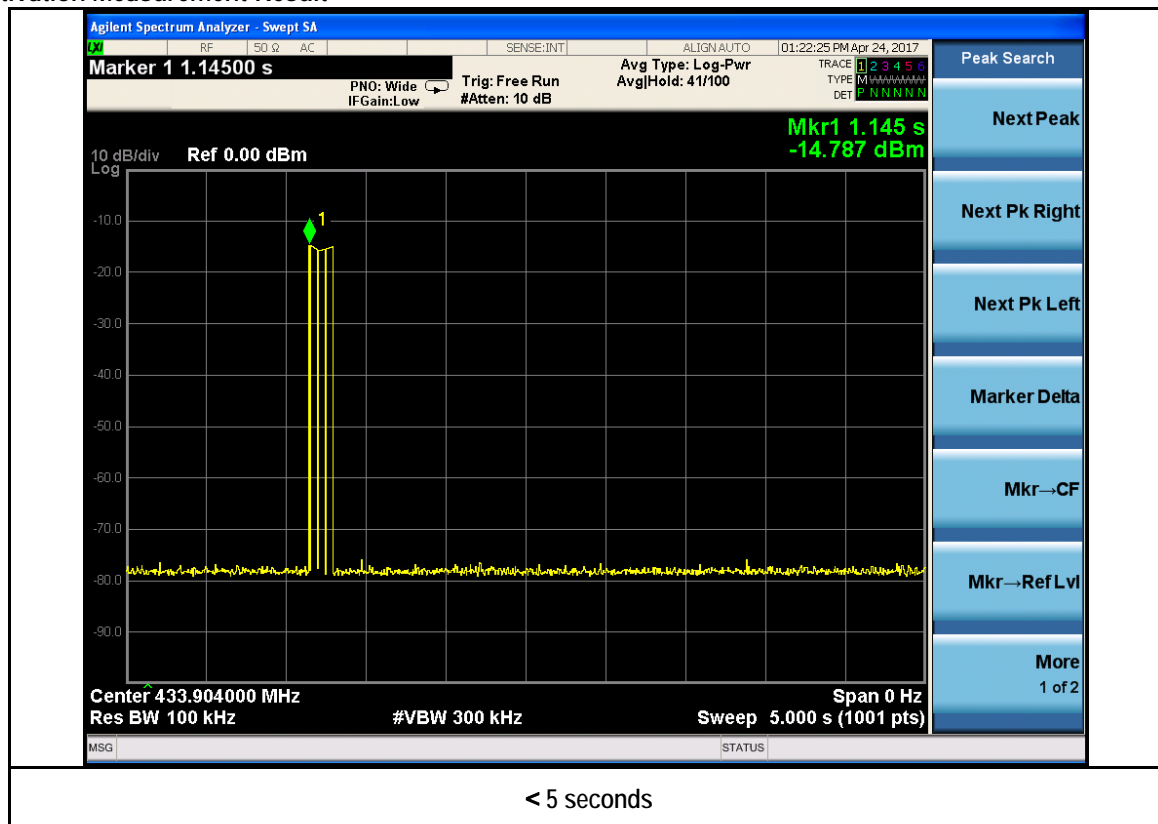 Agilent Spectrum Analyzer - Swept SA
LXI RF 50 Ω AC SENSE:INT ALIGN AUTO 01:22:25 PM Apr 24, 2017
Marker 1 1.14500 s
PNO: Wide
IFGain:Low
Trig: Free Run
#Atten: 10 dB
Avg Type: Log-Pwr
Avg|Hold: 41/100
TRACE 1 2 3 4 5 6
TYPE M
DET P N N N N N
Mkr1 1.145 s
-14.787 dBm
10 dB/div Ref 0.00 dBm
Log
1
-10.0
-20.0
-30.0
-40.0
-50.0
-60.0
-70.0
-80.0
-90.0
Center 433.904000 MHz Span 0 Hz
Res BW 100 kHz #VBW 300 kHz Sweep 5.000 s (1001 pts)
MSG STATUS
Peak Search
Next Peak
Next Pk Right
Next Pk Left
Marker Delta
Mkr→CF
Mkr→Ref Lvl
More
1 of 2
< 5 seconds